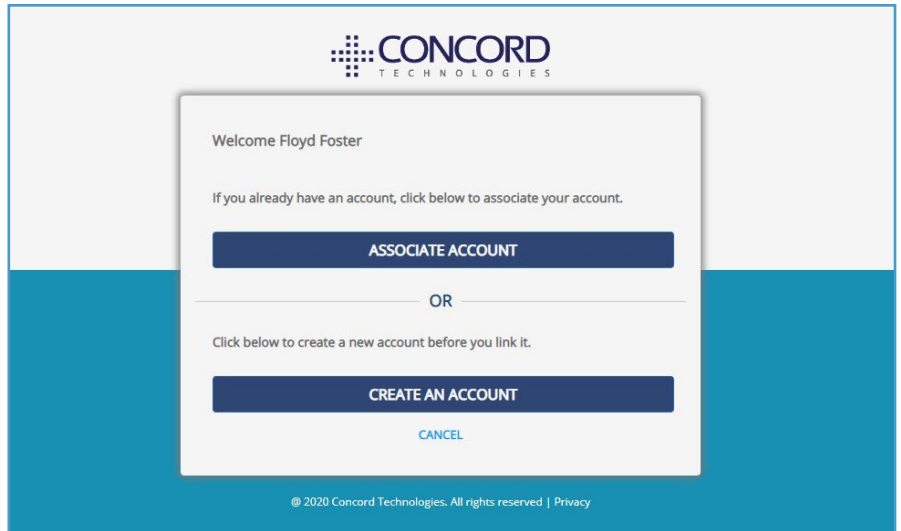 CONCORD
TECHNOLOGIES
Welcome Floyd Foster
If you already have an account, click below to associate your account.
ASSOCIATE ACCOUNT
OR
Click below to create a new account before you link it.
CREATE AN ACCOUNT
CANCEL
@ 2020 Concord Technologies. All rights reserved | Privacy